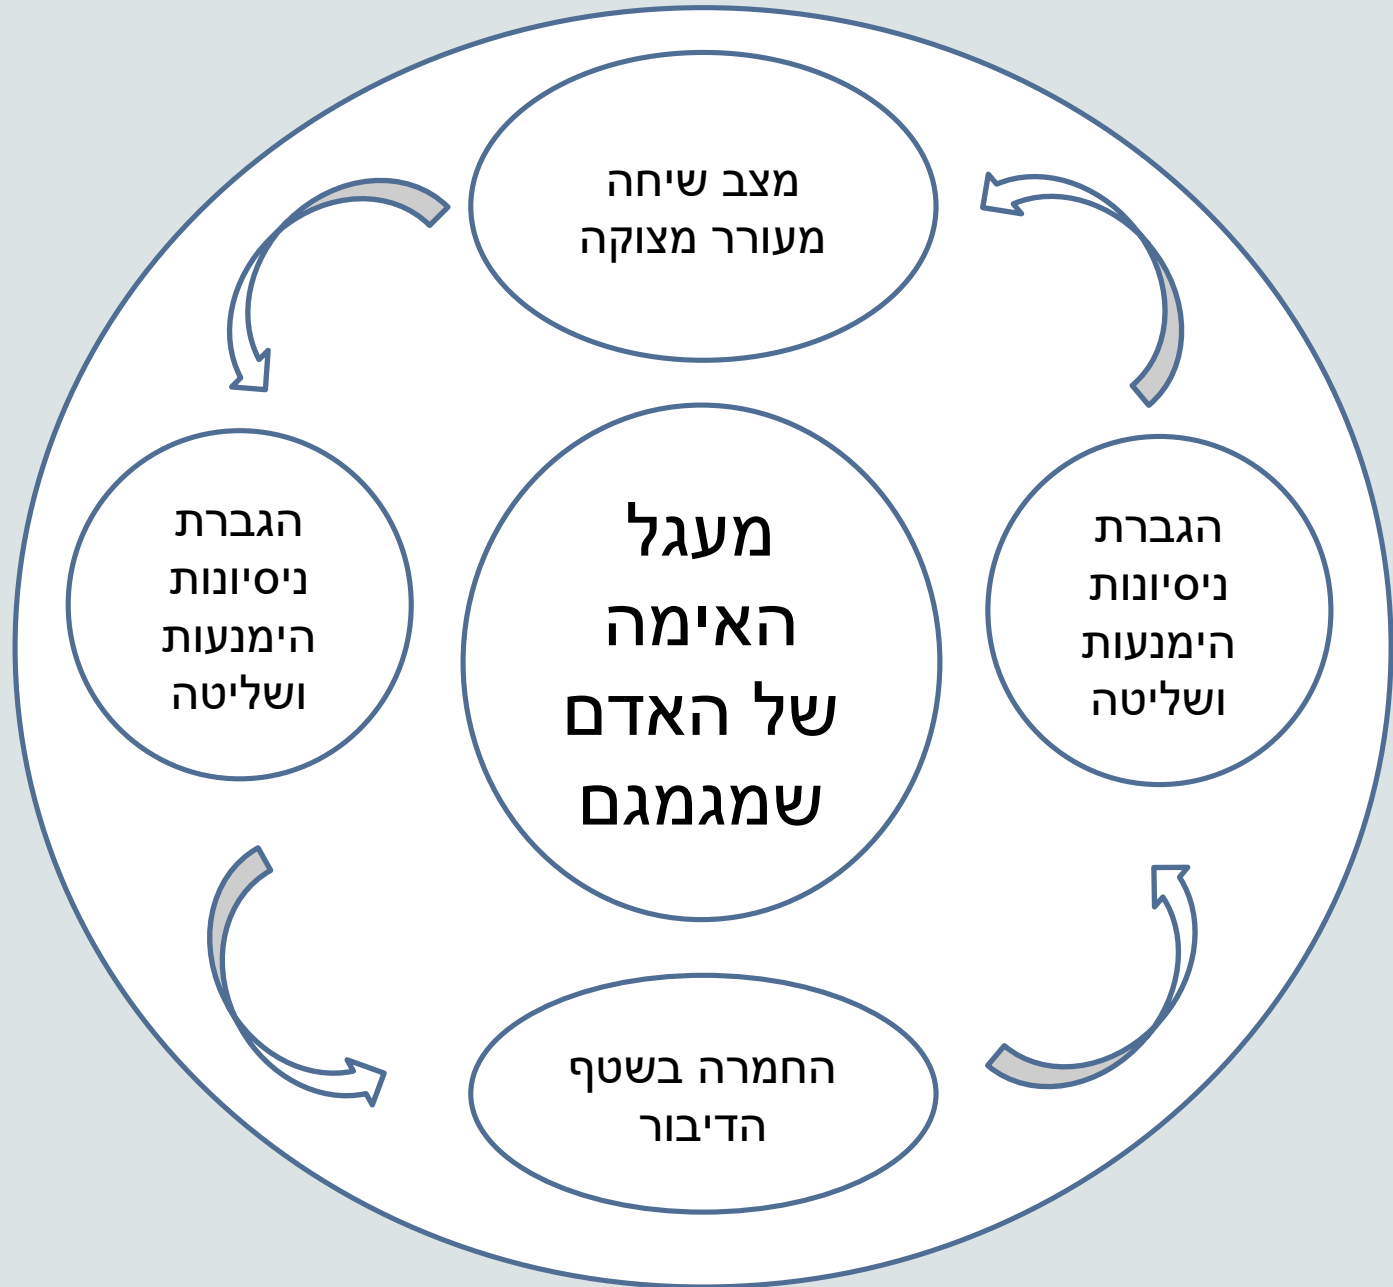 מצב שיחה
מעורר מצוקה
הגברת
ניסיונות
הימנעות
ושליטה
מעגל
האימה
של האדם
שמגמגם
הגברת
ניסיונות
הימנעות
ושליטה
החמרה בשטף
הדיבור